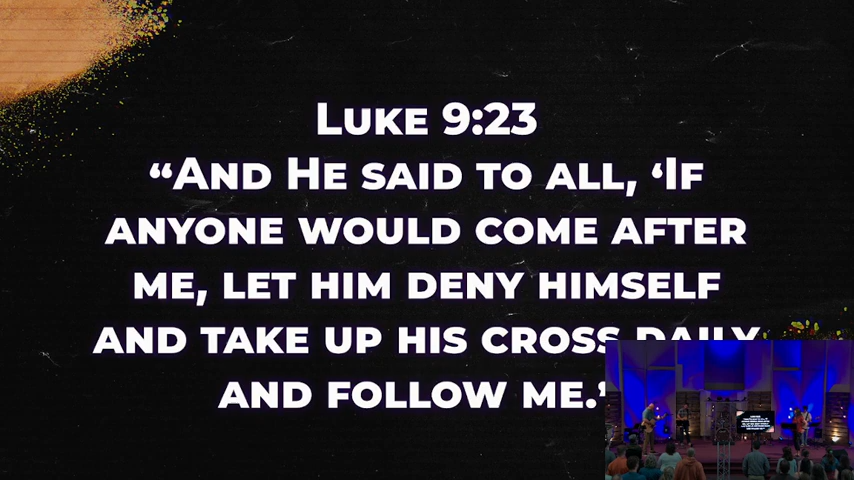 Luke 9:23
“And He said to all, ‘If
anyone would come after
me, let him deny himself
and take up his cross daily
and follow me.’